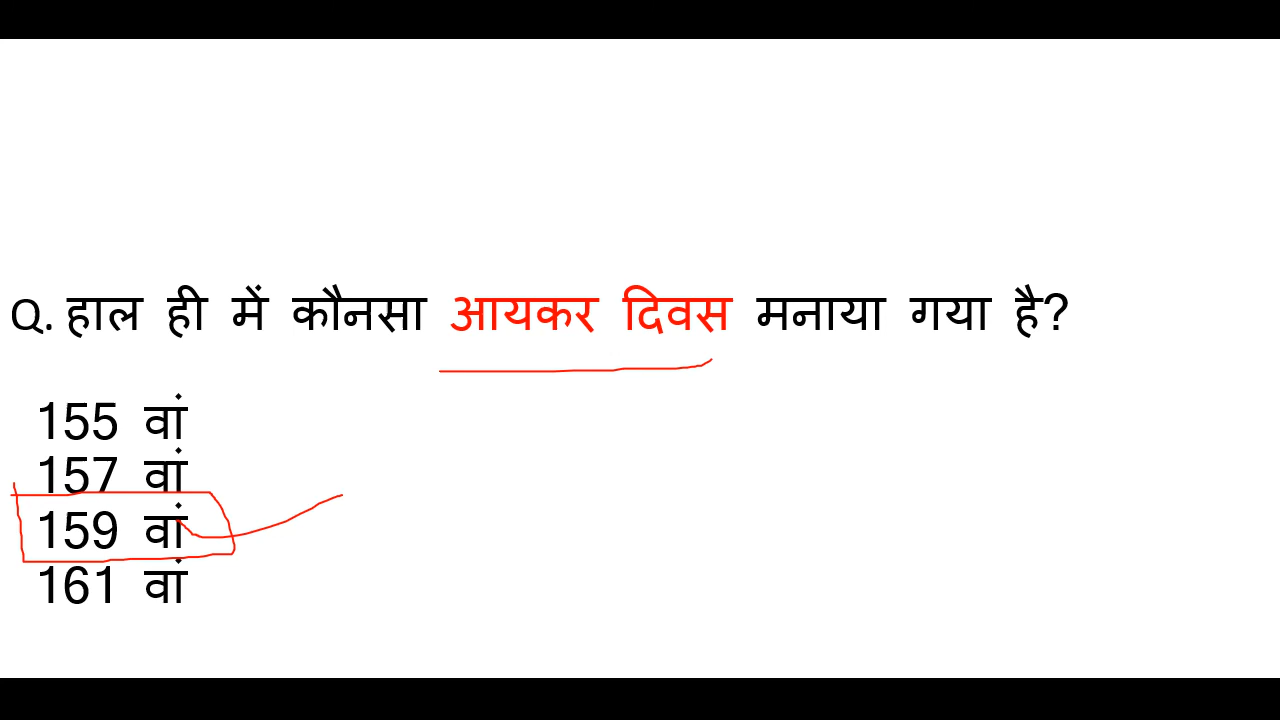 Q. हाल ही में कौनसा आयकर दिवस मनाया गया है?
155 वां
157 वां
159 वां
161 वां